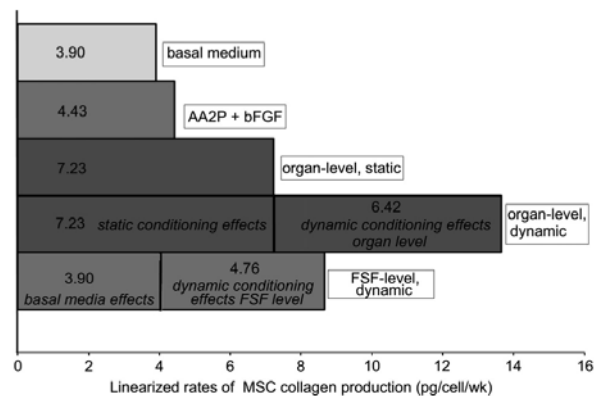 3.90
basal medium
4.43
AA2P + bFGF
7.23
organ-level, static
7.23 static conditioning effects
6.42
dynamic conditioning effects
organ level
organ-level,
dynamic
3.90
basal media effects
4.76
dynamic conditioning
effects FSF level
FSF-level,
dynamic
0 2 4 6 8 10 12 14 16
Linearized rates of MSC collagen production (pg/cell/wk)